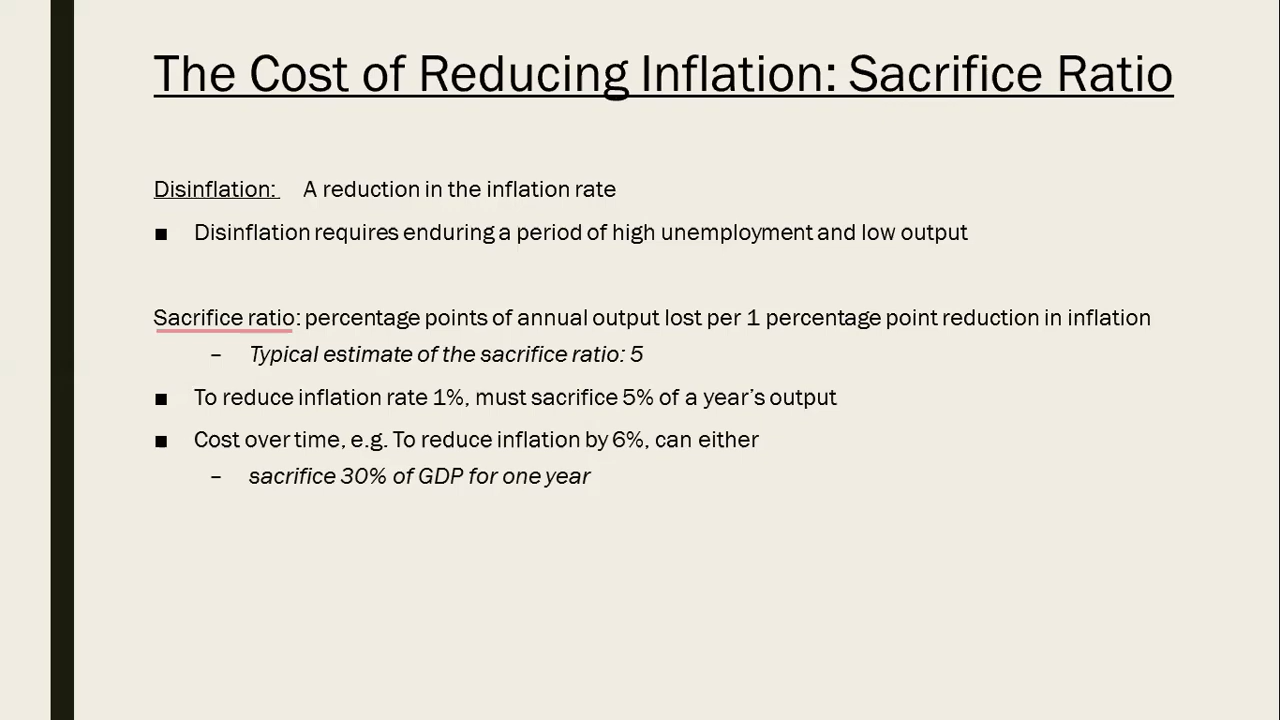 The Cost of Reducing Inflation: Sacrifice Ratio
Disinflation: A reduction in the inflation rate
■ Disinflation requires enduring a period of high unemployment and low output
Sacrifice ratio: percentage points of annual output lost per 1 percentage point reduction in inflation
– Typical estimate of the sacrifice ratio: 5
■ To reduce inflation rate 1%, must sacrifice 5% of a year’s output
■ Cost over time, e.g. To reduce inflation by 6%, can either
– sacrifice 30% of GDP for one year